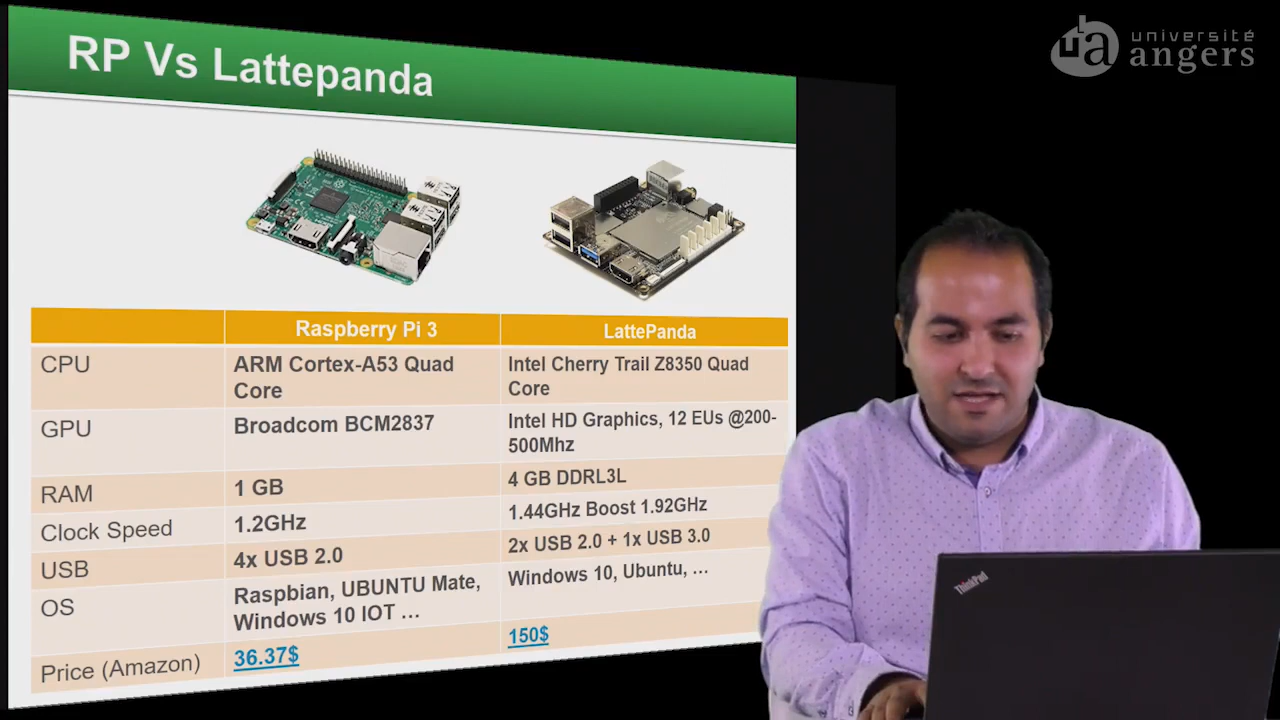 RP Vs Lattepanda
université
angers
Raspberry Pi 3
LattePanda
CPU
ARM Cortex-A53 Quad
Core
Intel Cherry Trail Z8350 Quad
Core
GPU
Broadcom BCM2837
Intel HD Graphics, 12 EUs @200-
500Mhz
RAM
1 GB
4 GB DDRL3L
Clock Speed
1.2GHz
1.44GHz Boost 1.92GHz
USB
4x USB 2.0
2x USB 2.0 + 1x USB 3.0
OS
Raspbian, UBUNTU Mate,
Windows 10 IOT ...
Windows 10, Ubuntu, ...
Price (Amazon)
36.37$
150$
ThinkPad